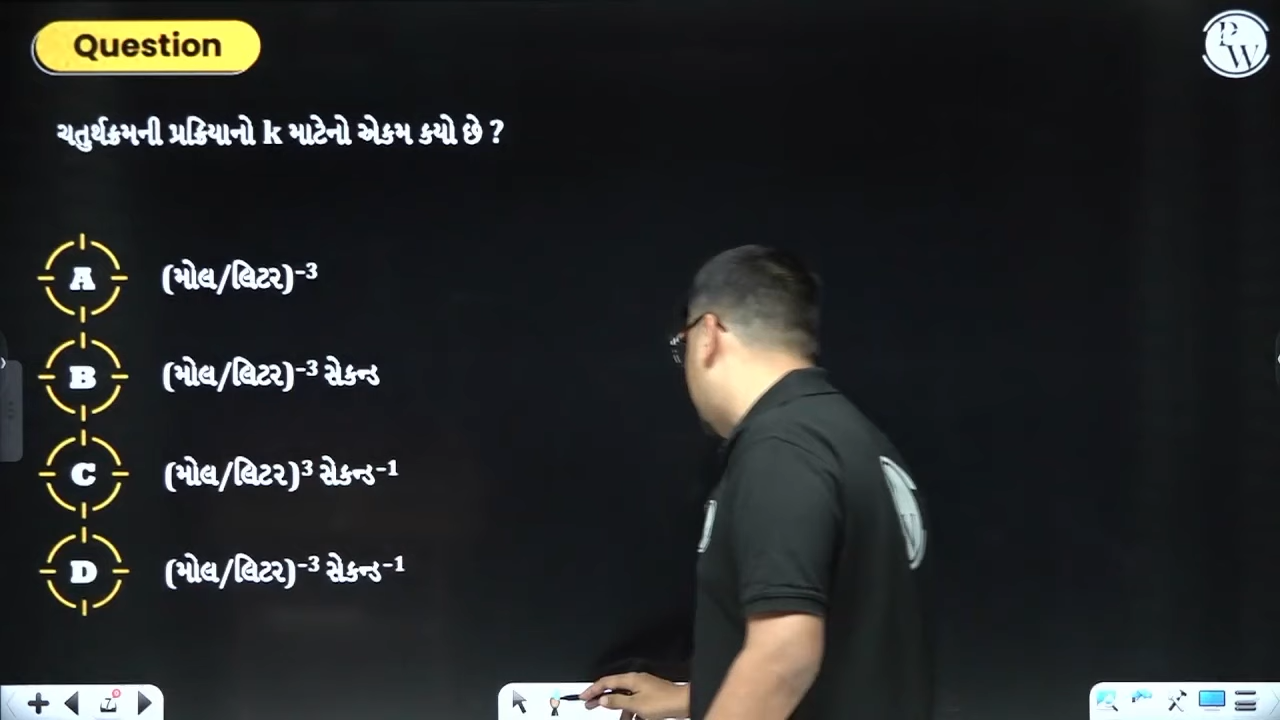 Question
PW
ચતુર્થક્રમની પ્રક્રિયાનો k માટેનો એકમ કયો છે ?
A (મોલ/લિટર)⁻³
B (મોલ/લિટર)⁻³ સેકન્ડ
C (મોલ/લિટર)³ સેકન્ડ⁻¹
D (મોલ/લિટર)⁻³ સેકન્ડ⁻¹